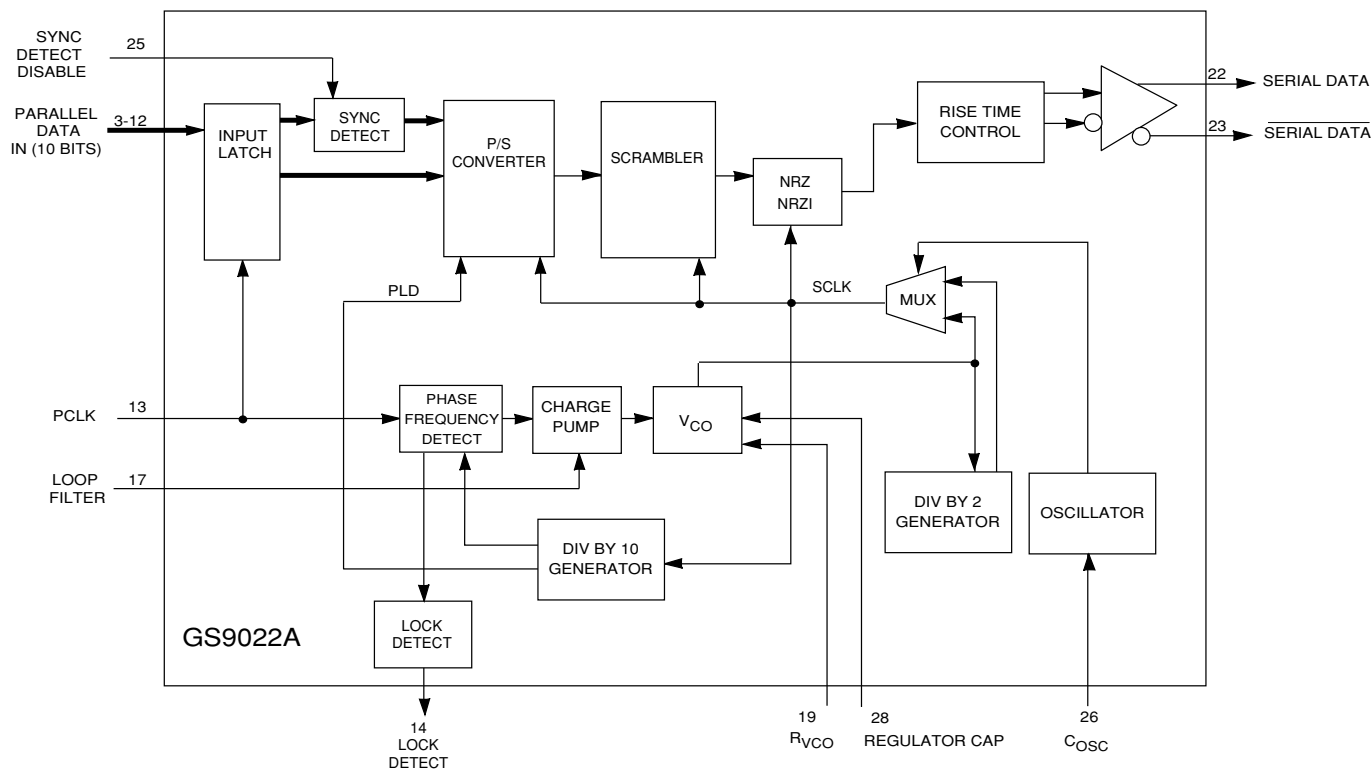 SYNC
DETECT
DISABLE
25
PARALLEL
DATA
IN (10 BITS)
3-12
INPUT
LATCH
SYNC
DETECT
P/S
CONVERTER
SCRAMBLER
NRZ
NRZI
RISE TIME
CONTROL
22
SERIAL DATA
23
SERIAL DATA
PLD
SCLK
MUX
PCLK
13
PHASE
FREQUENCY
DETECT
CHARGE
PUMP
VCO
LOOP
FILTER
17
DIV BY 10
GENERATOR
DIV BY 2
GENERATOR
OSCILLATOR
LOCK
DETECT
GS9022A
14
LOCK
DETECT
19
RVCO
28
REGULATOR CAP
26
COSC